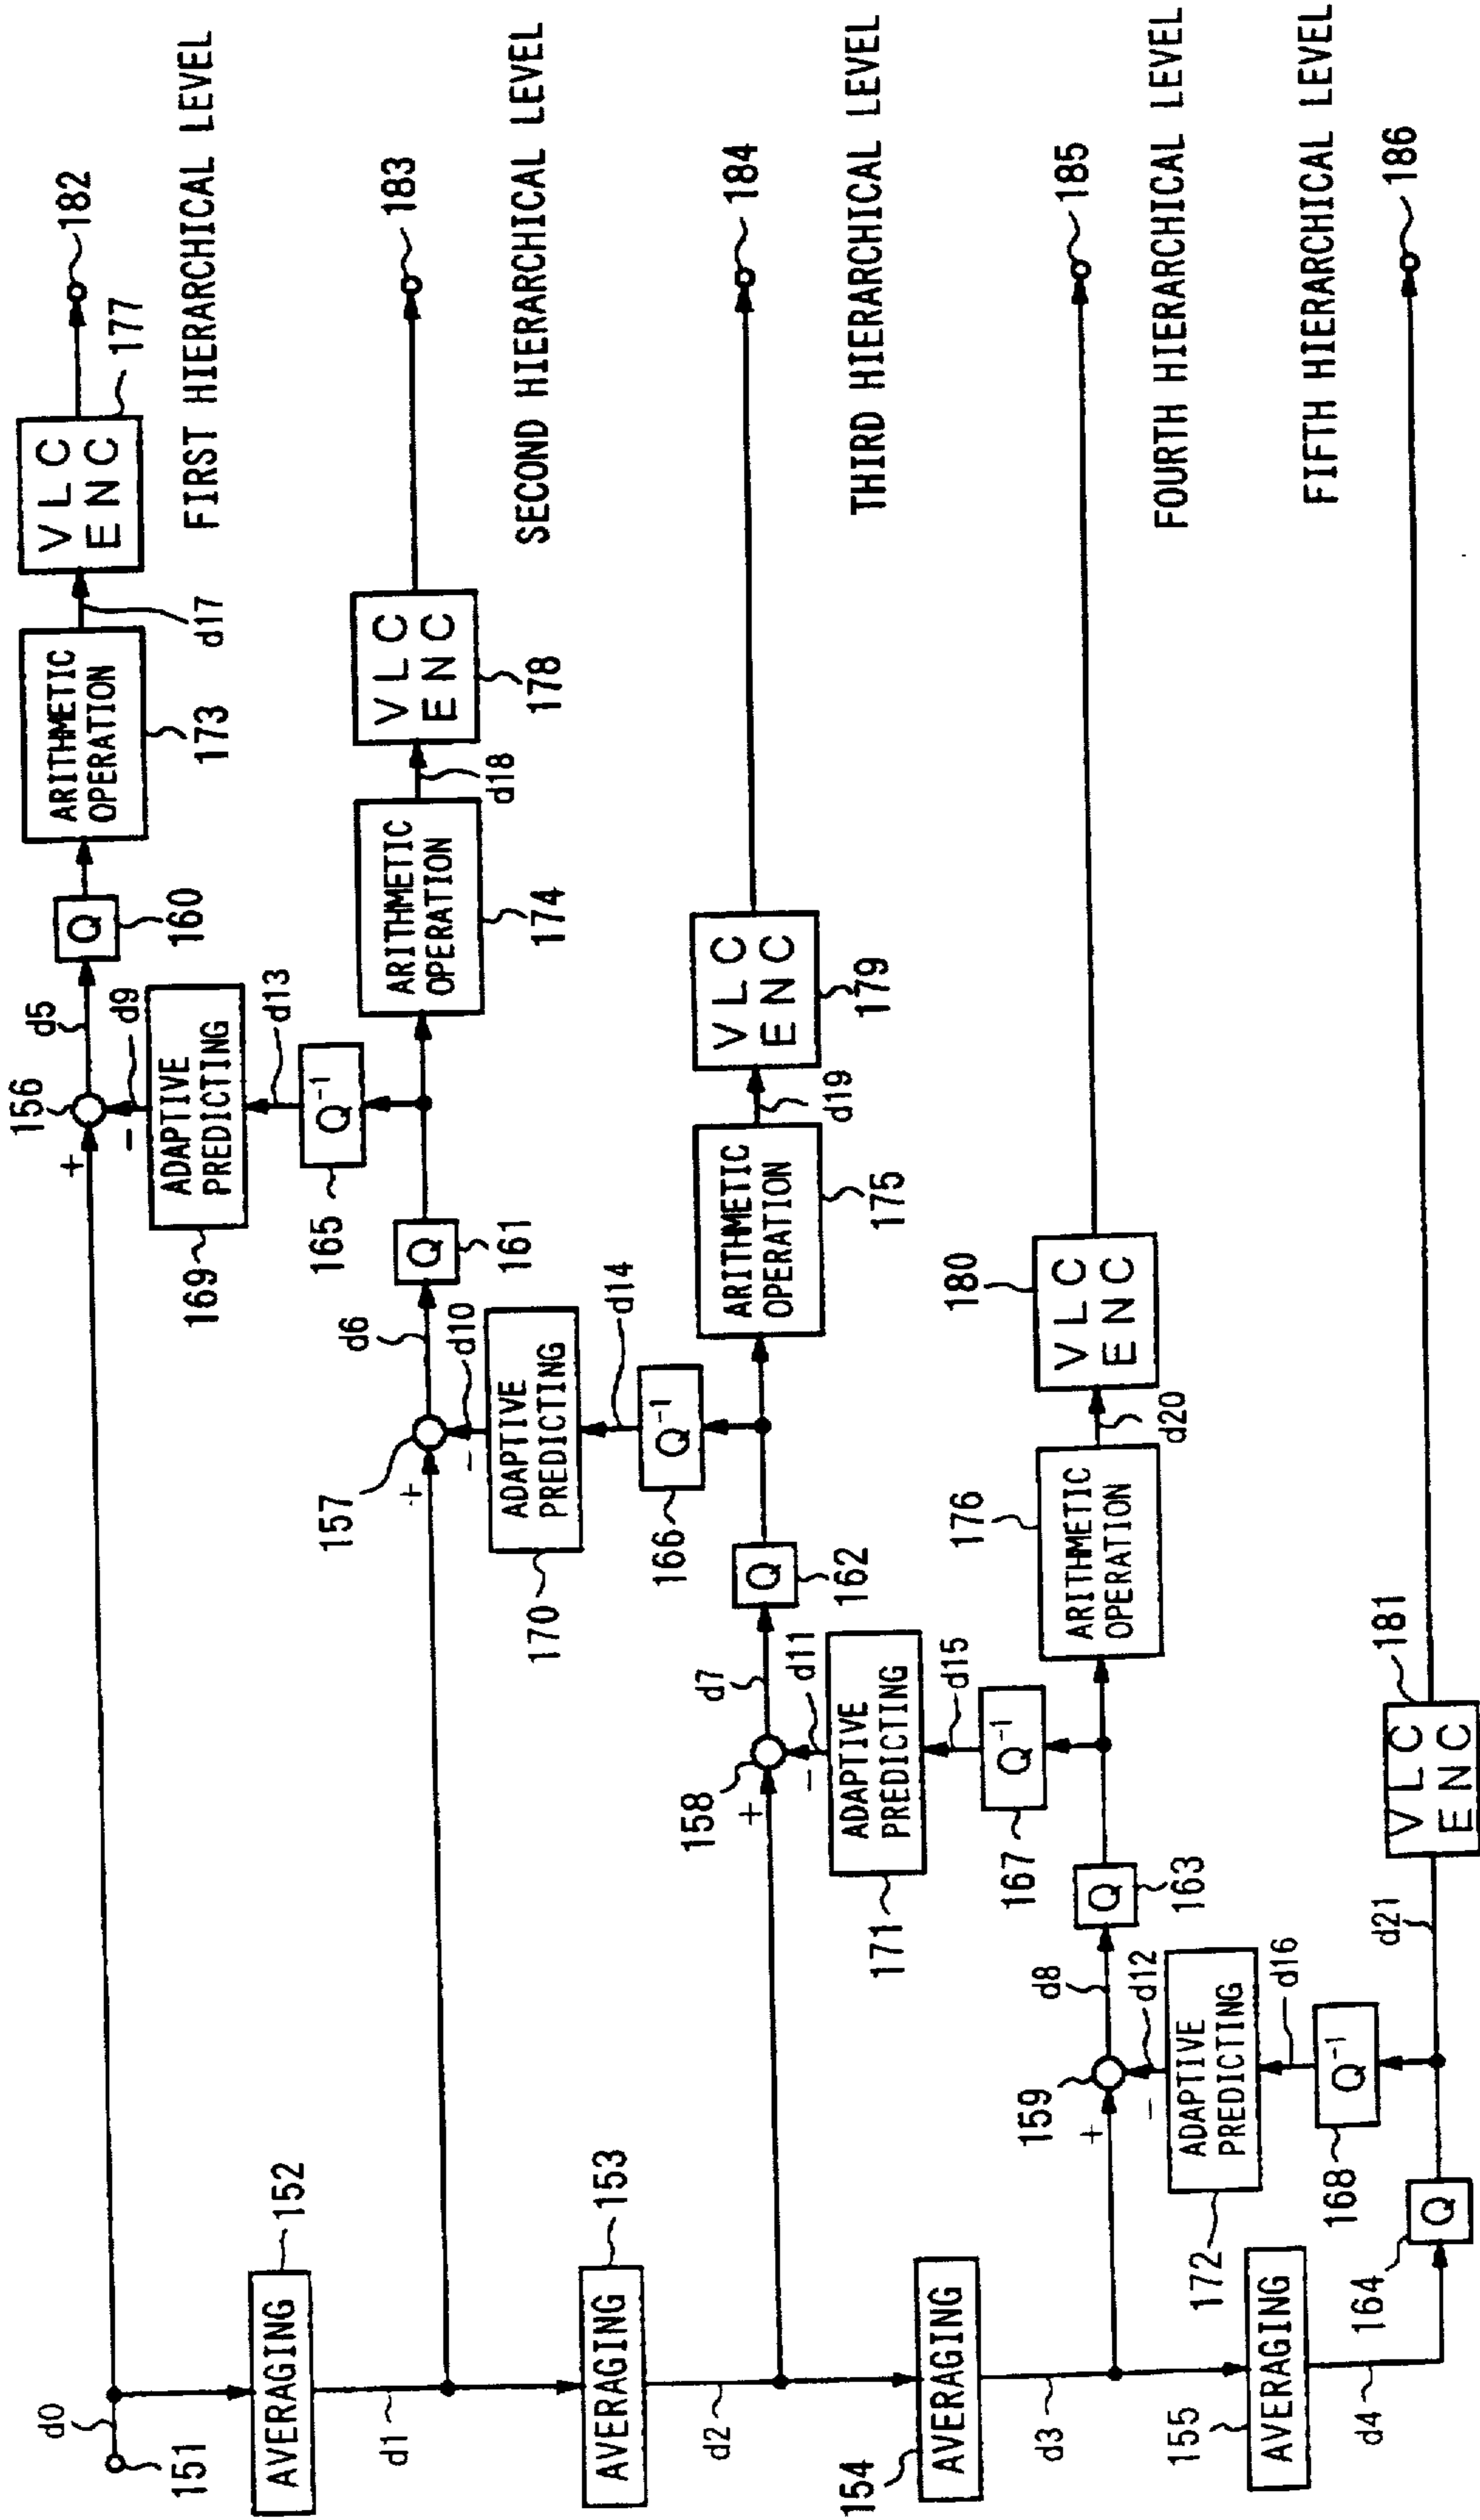 d0
151
AVERAGING
152
d1
AVERAGING
153
d2
AVERAGING
154
d3
AVERAGING
155
d4
156
+
−
d5
d9
ADAPTIVE
PREDICTING
169
d13
Q⁻¹
165
Q
160
ARITHMETIC
OPERATION
173
d17
VLC
ENC
177
182
FIRST HIERARCHICAL LEVEL
157
+
−
d6
d10
ADAPTIVE
PREDICTING
170
d14
Q⁻¹
166
Q
161
ARITHMETIC
OPERATION
174
d18
VLC
ENC
178
183
SECOND HIERARCHICAL LEVEL
158
+
−
d7
d11
ADAPTIVE
PREDICTING
171
d15
Q⁻¹
167
Q
162
ARITHMETIC
OPERATION
175
d19
VLC
ENC
179
184
THIRD HIERARCHICAL LEVEL
159
+
−
d8
d12
ADAPTIVE
PREDICTING
172
d16
Q⁻¹
168
Q
163
ARITHMETIC
OPERATION
176
d20
VLC
ENC
180
185
FOURTH HIERARCHICAL LEVEL
Q
164
d21
VLC
ENC
181
186
FIFTH HIERARCHICAL LEVEL